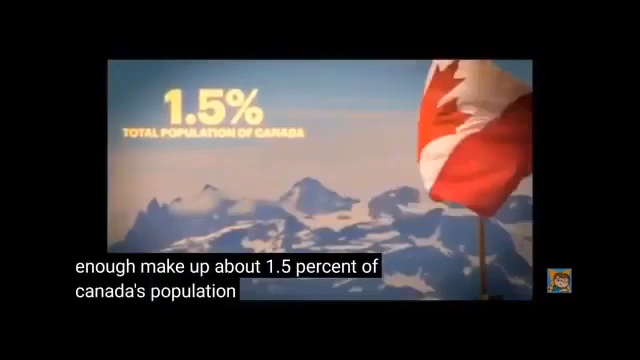 1.5%
TOTAL POPULATION OF CANADA
enough make up about 1.5 percent of
canada's population